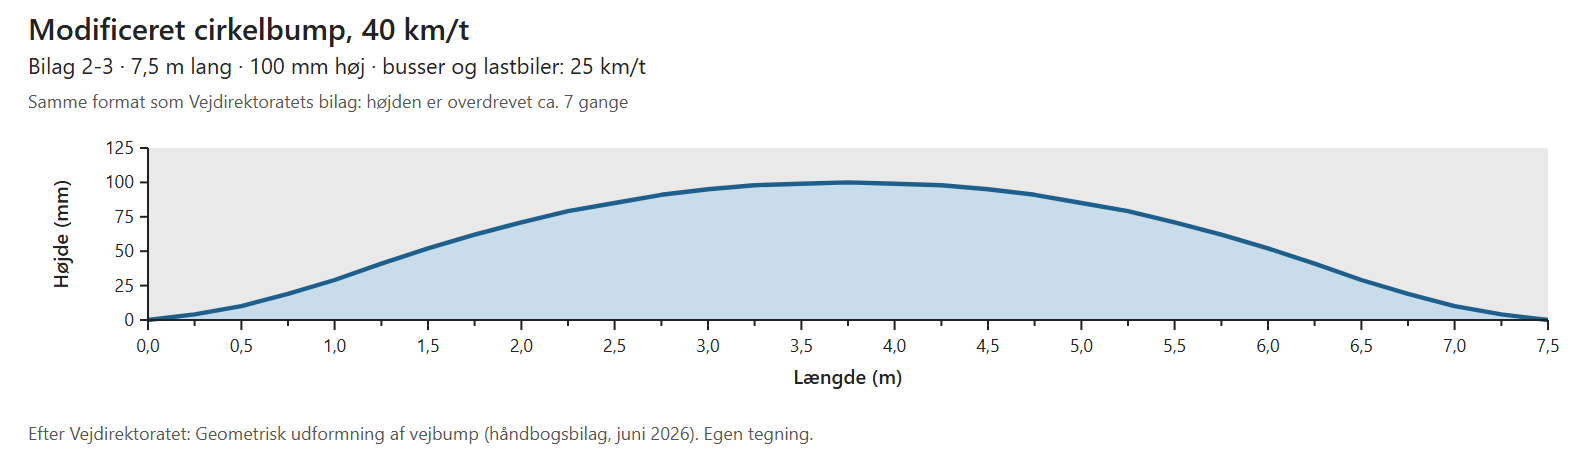 Modificeret cirkelbump, 40 km/t
Bilag 2-3 · 7,5 m lang · 100 mm høj · busser og lastbiler: 25 km/t
Samme format som Vejdirektoratets bilag: højden er overdrevet ca. 7 gange
Højde (mm)
125
100
75
50
25
0
0,0 0,5 1,0 1,5 2,0 2,5 3,0 3,5 4,0 4,5 5,0 5,5 6,0 6,5 7,0 7,5
Længde (m)
Efter Vejdirektoratet: Geometrisk udformning af vejbump (håndbogsbilag, juni 2026). Egen tegning.